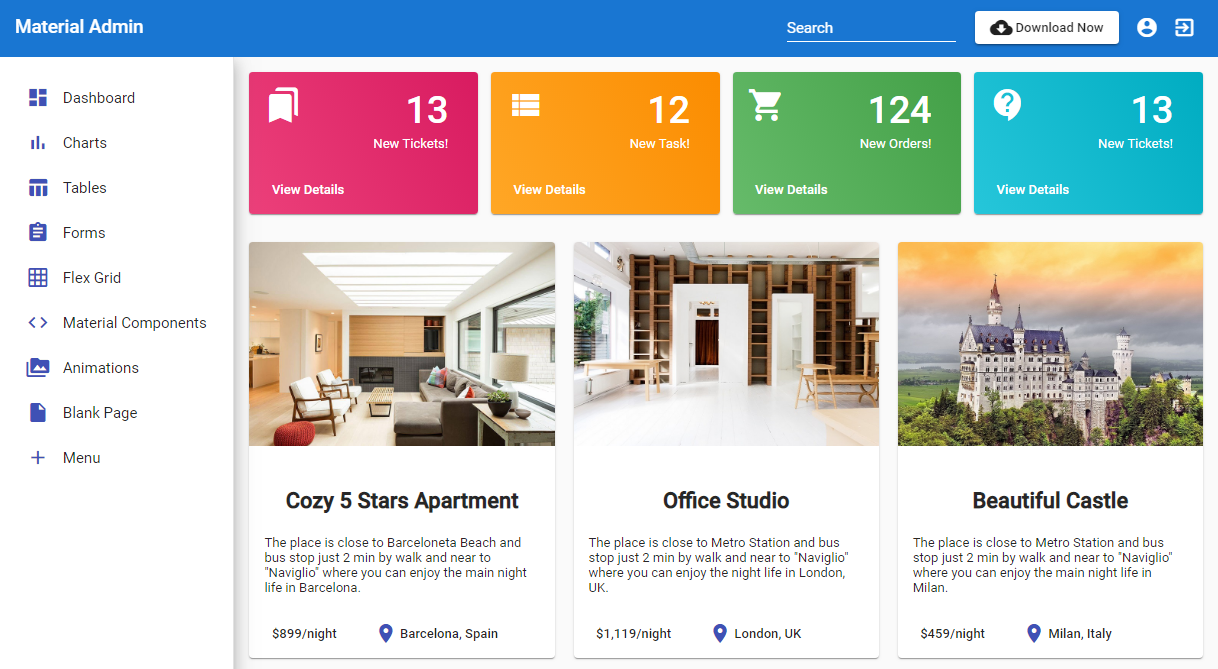 Material Admin
Search
Download Now
Dashboard
Charts
Tables
Forms
Flex Grid
Material Components
Animations
Blank Page
Menu
13
New Tickets!
View Details
12
New Task!
View Details
124
New Orders!
View Details
13
New Tickets!
View Details
Cozy 5 Stars Apartment
The place is close to Barceloneta Beach and
bus stop just 2 min by walk and near to
"Naviglio" where you can enjoy the main night
life in Barcelona.
$899/night
Barcelona, Spain
Office Studio
The place is close to Metro Station and bus
stop just 2 min by walk and near to "Naviglio"
where you can enjoy the night life in London,
UK.
$1,119/night
London, UK
Beautiful Castle
The place is close to Metro Station and bus
stop just 2 min by walk and near to "Naviglio"
where you can enjoy the main night life in
Milan.
$459/night
Milan, Italy